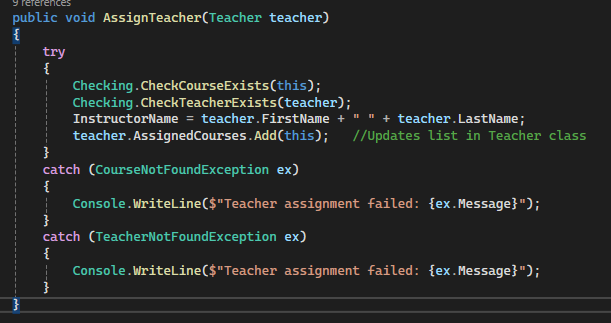 9 references
public void AssignTeacher(Teacher teacher)
{
    try
    {
        Checking.CheckCourseExists(this);
        Checking.CheckTeacherExists(teacher);
        InstructorName = teacher.FirstName + " " + teacher.LastName;
        teacher.AssignedCourses.Add(this);   //Updates list in Teacher class
    }
    catch (CourseNotFoundException ex)
    {
        Console.WriteLine($"Teacher assignment failed: {ex.Message}");
    }
    catch (TeacherNotFoundException ex)
    {
        Console.WriteLine($"Teacher assignment failed: {ex.Message}");
    }
}